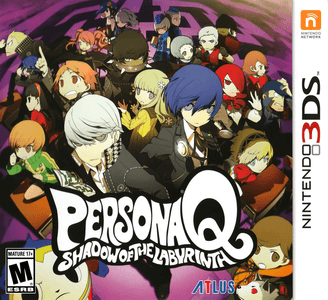 NINTENDO
NETWORK
NINTENDO 3DS
PERSONA Q
SHADOW OF THE LABYRINTH
MATURE 17+
M
ESRB
ATLUS